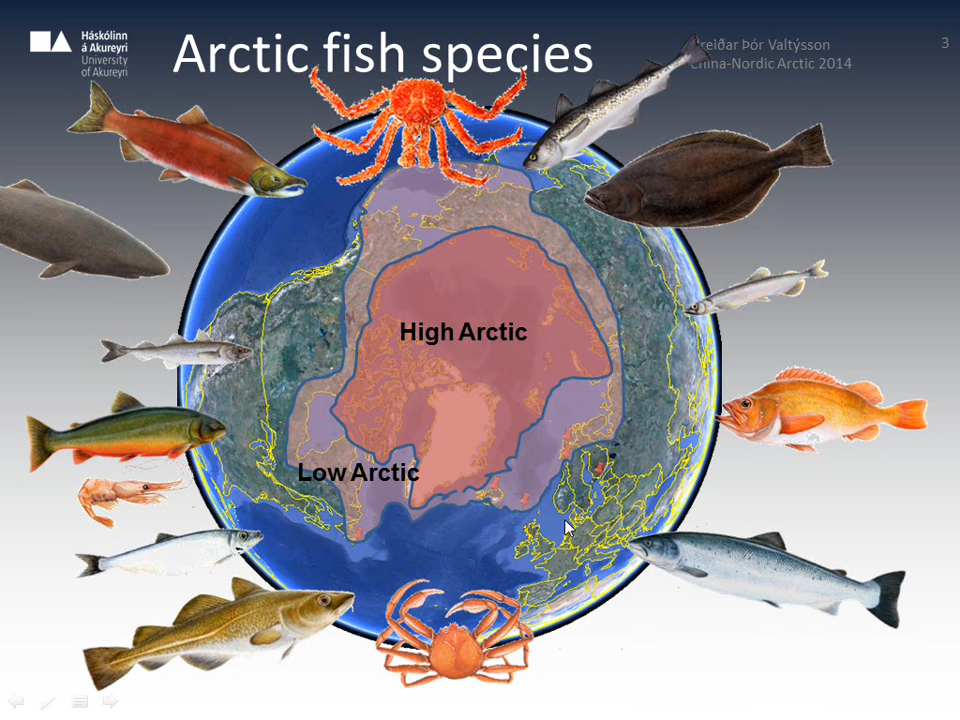 Háskólinn
á Akureyri
University
of Akureyri
Arctic fish species
Þór Valtýsson
China-Nordic Arctic 2014
3
High Arctic
Low Arctic